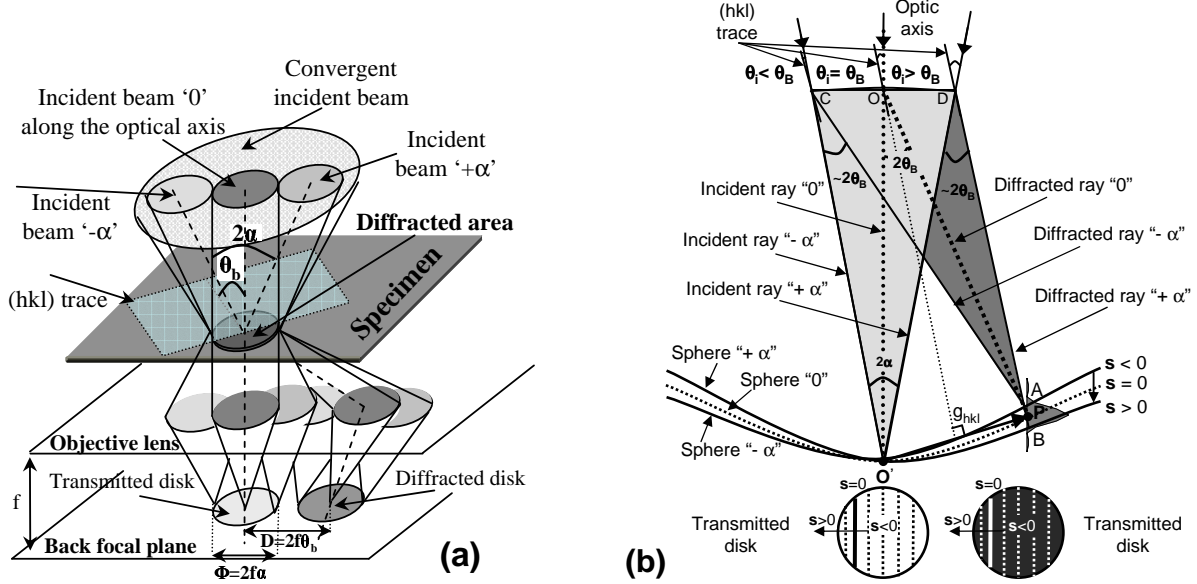 Convergent
incident beam
Incident beam ‘0’
along the optical axis
Incident
beam ‘+α’
Incident
beam ‘-α’
2α
θb
Diffracted area
(hkl) trace
Specimen
Objective lens
Transmitted disk
Diffracted disk
f
D=2fθb
Back focal plane
Φ=2fα
(a)
(hkl)
trace
Optic
axis
θi< θB
θi= θB
θi> θB
C
O
D
~2θB
2θB
~2θB
Incident ray “0”
Diffracted ray “0”
Incident ray “- α”
Diffracted ray “- α”
Incident ray “+ α”
Diffracted ray “+ α”
Sphere “+ α”
Sphere “0”
Sphere “- α”
2α
s < 0
s = 0
s > 0
A
P
B
ghkl
O'
s=0
s=0
Transmitted
disk
s>0
s<0
s>0
s<0
Transmitted
disk
(b)